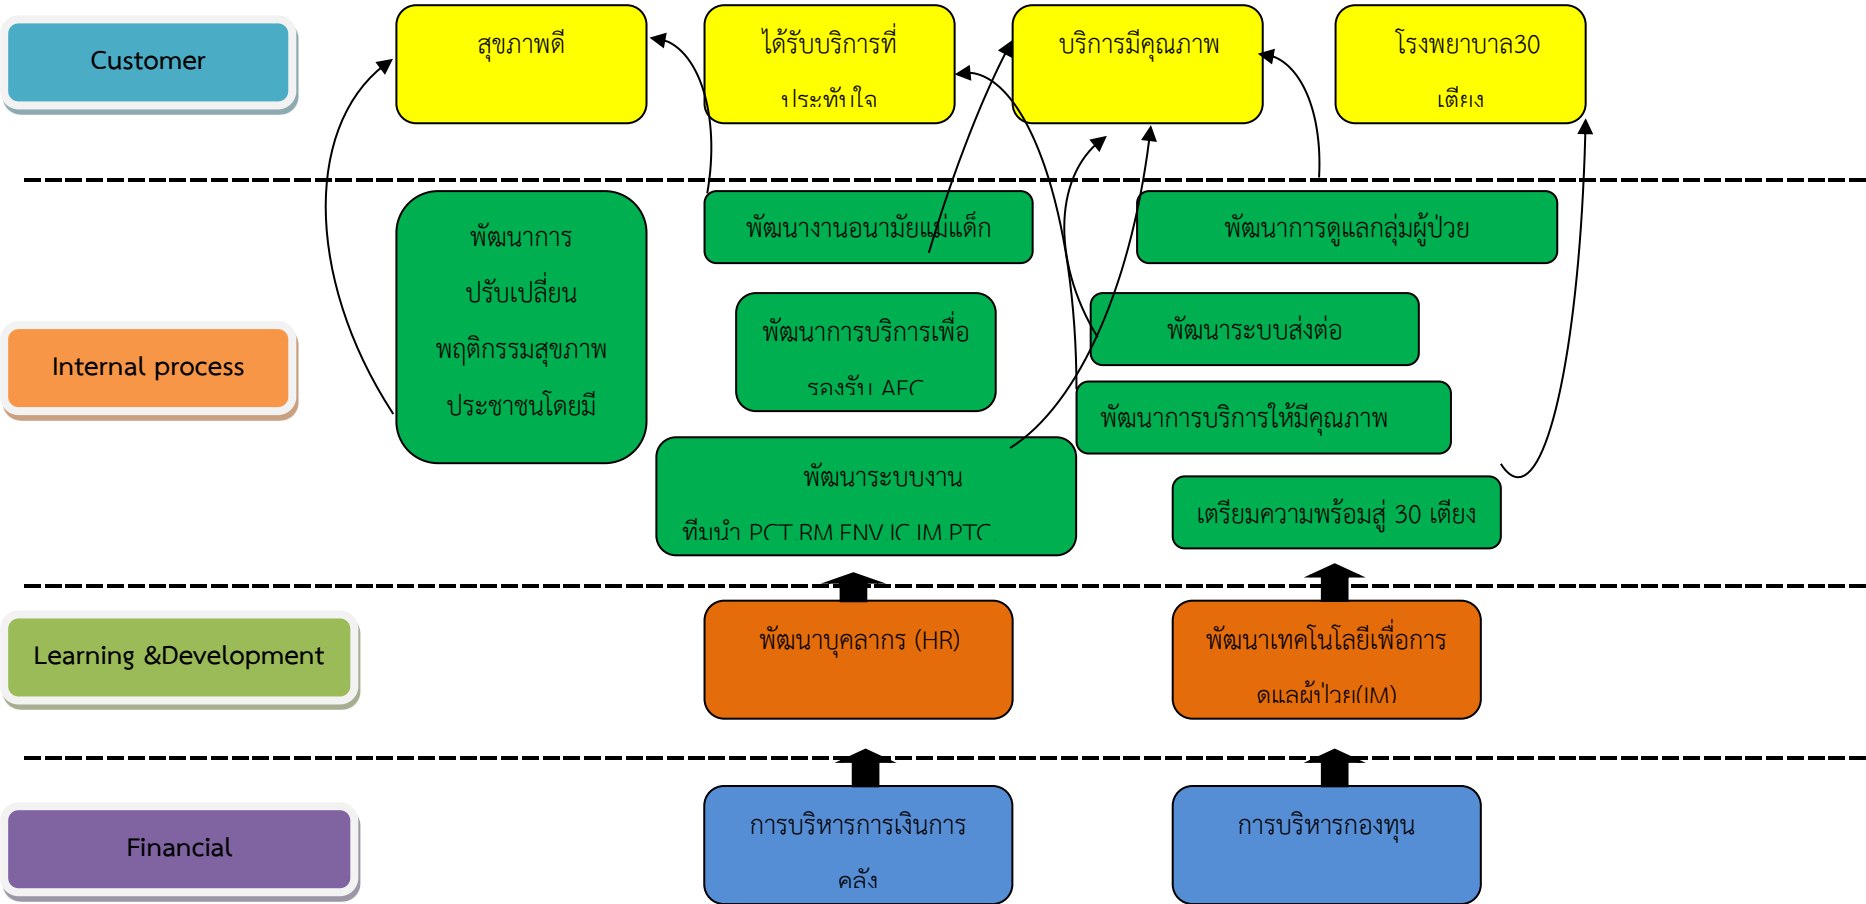 Customer
สุขภาพดี
ได้รับบริการที่
ประทับใจ
บริการมีคุณภาพ
โรงพยาบาล30
เตียง
Internal process
พัฒนาการ
ปรับเปลี่ยน
พฤติกรรมสุขภาพ
ประชาชนโดยมี
พัฒนางานอนามัยแม่แด็ก
พัฒนาการดูแลกลุ่มผู้ป่วย
พัฒนาการบริการเพื่อ
รองรับ AEC
พัฒนาระบบส่งต่อ
พัฒนาการบริการให้มีคุณภาพ
พัฒนาระบบงาน
ทีมนำ PCT,RM,ENV,IC,IM,PTC,
เตรียมความพร้อมสู่ 30 เตียง
Learning &Development
พัฒนาบุคลากร (HR)
พัฒนาเทคโนโลยีเพื่อการ
ดูแลผู้ป่วย(IM)
Financial
การบริหารการเงินการ
คลัง
การบริหารกองทุน